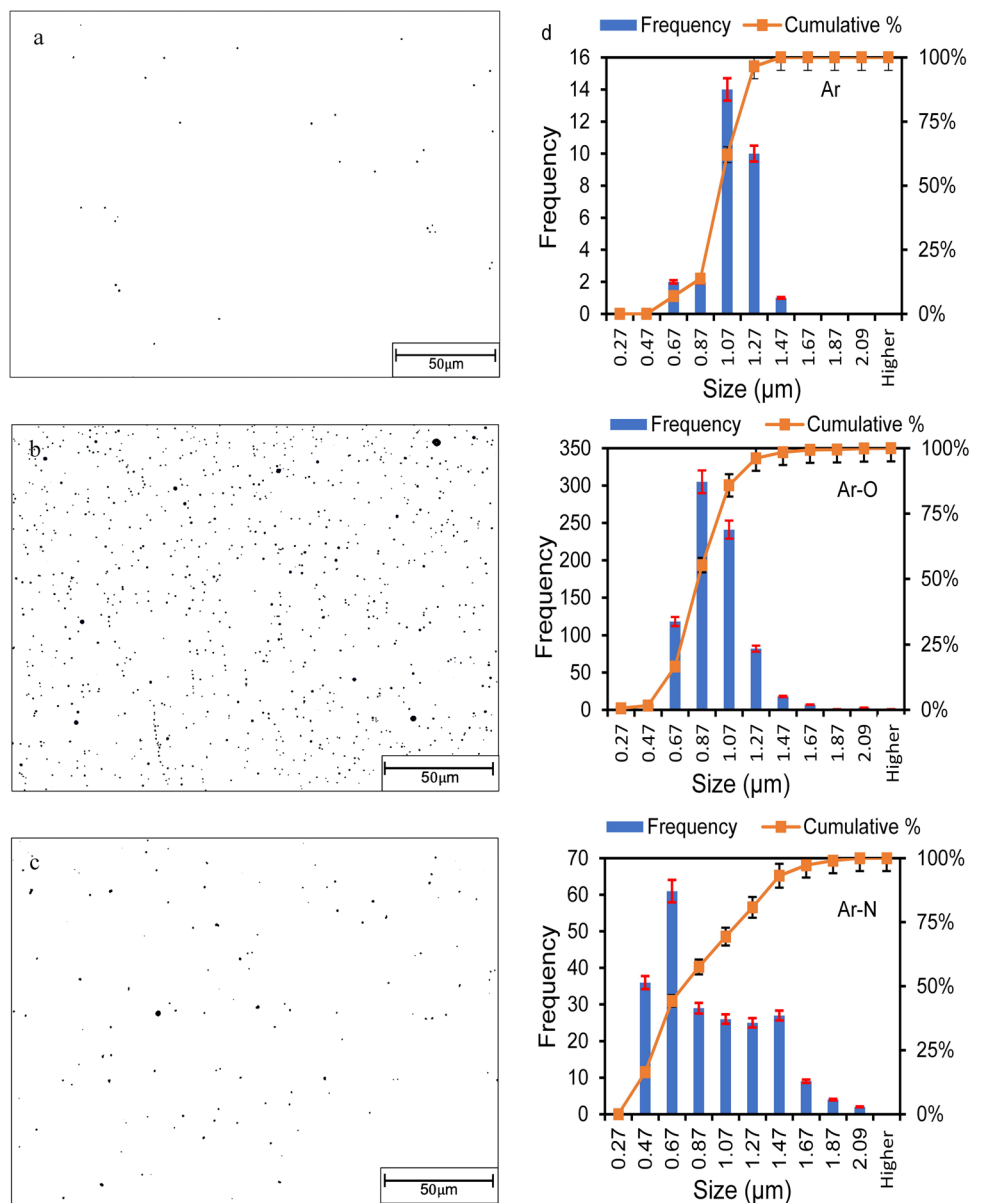 a
50µm
b
50µm
c
50µm
d
Frequency Cumulative %
16
14
12
10
8
6
4
2
0
100%
75%
50%
25%
0%
Ar
Frequency
0.27 0.47 0.67 0.87 1.07 1.27 1.47 1.67 1.87 2.09 Higher
Size (µm)
Frequency Cumulative %
350
300
250
200
150
100
50
0
100%
75%
50%
25%
0%
Ar-O
Frequency
0.27 0.47 0.67 0.87 1.07 1.27 1.47 1.67 1.87 2.09 Higher
Size (µm)
Frequency Cumulative %
70
60
50
40
30
20
10
0
100%
75%
50%
25%
0%
Ar-N
Frequency
0.27 0.47 0.67 0.87 1.07 1.27 1.47 1.67 1.87 2.09 Higher
Size (µm)